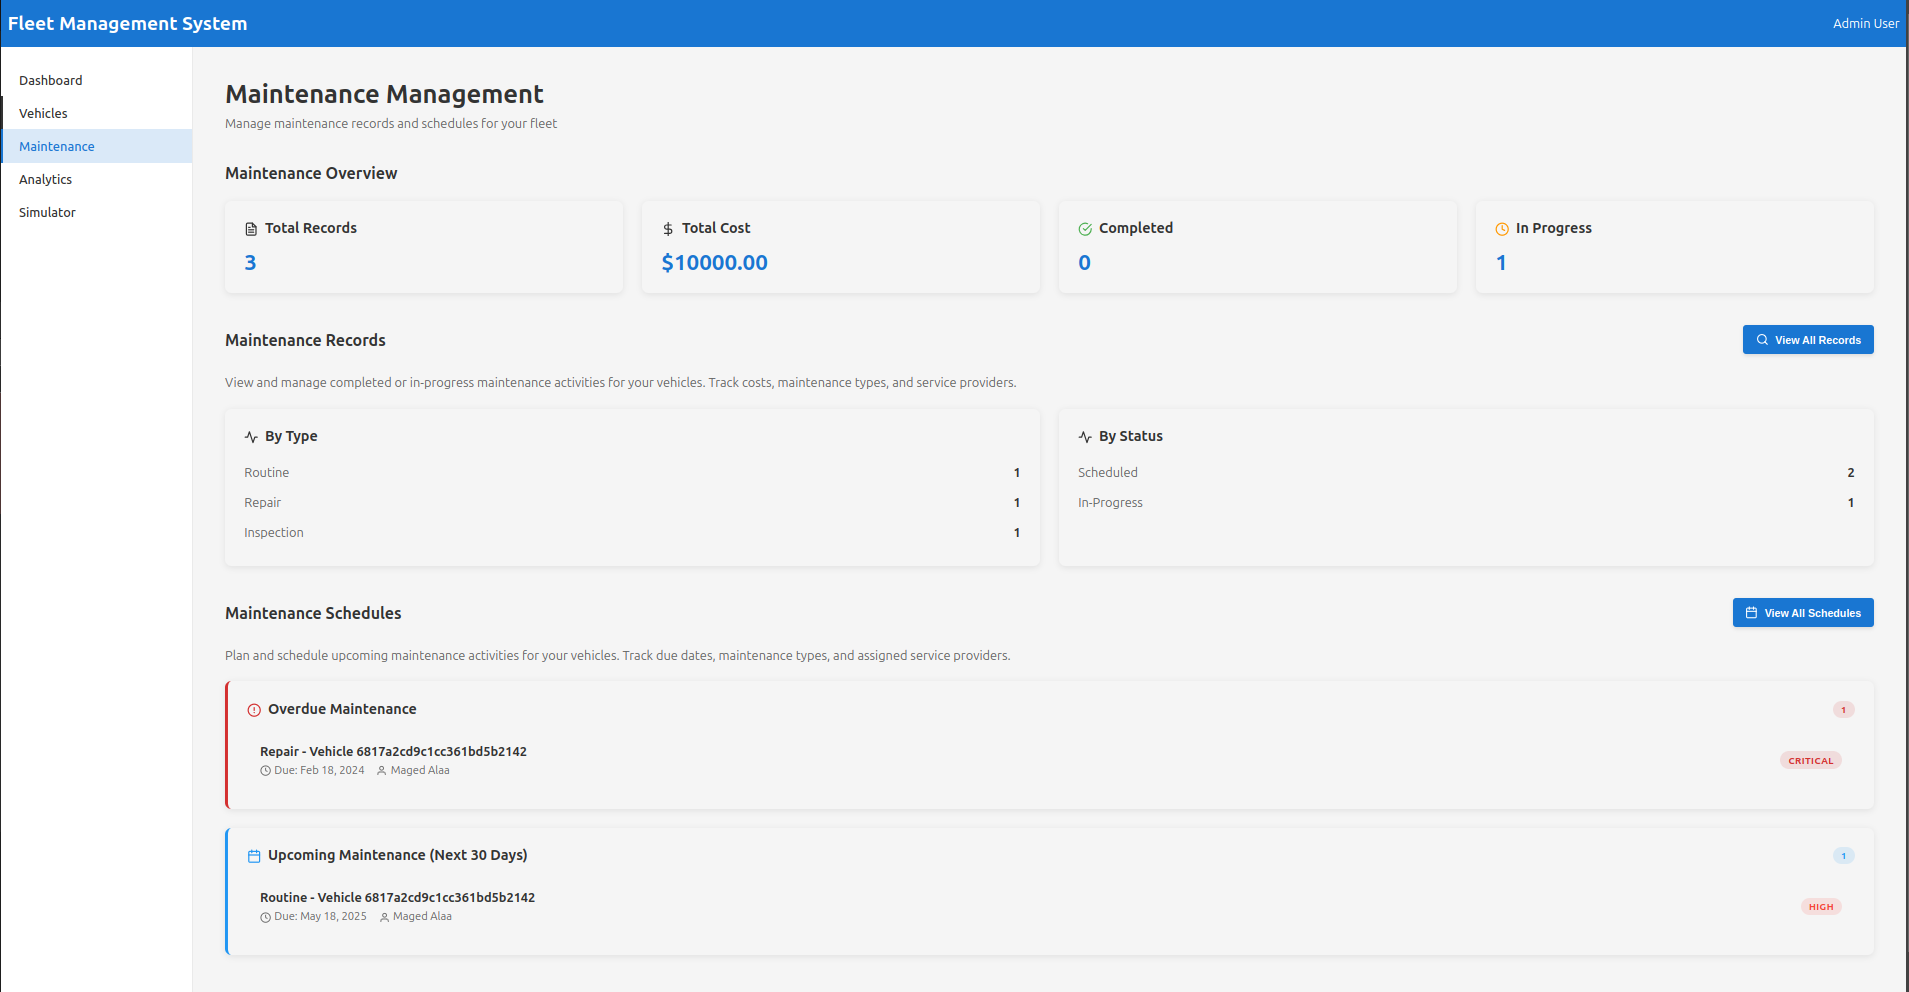 Fleet Management System
Admin User
Dashboard
Vehicles
Maintenance
Analytics
Simulator
Maintenance Management
Manage maintenance records and schedules for your fleet
Maintenance Overview
Total Records
3
Total Cost
$10000.00
Completed
0
In Progress
1
Maintenance Records
View All Records
View and manage completed or in-progress maintenance activities for your vehicles. Track costs, maintenance types, and service providers.
By Type
Routine 1
Repair 1
Inspection 1
By Status
Scheduled 2
In-Progress 1
Maintenance Schedules
View All Schedules
Plan and schedule upcoming maintenance activities for your vehicles. Track due dates, maintenance types, and assigned service providers.
Overdue Maintenance 1
Repair - Vehicle 6817a2cd9c1cc361bd5b2142
Due: Feb 18, 2024 Maged Alaa
CRITICAL
Upcoming Maintenance (Next 30 Days) 1
Routine - Vehicle 6817a2cd9c1cc361bd5b2142
Due: May 18, 2025 Maged Alaa
HIGH